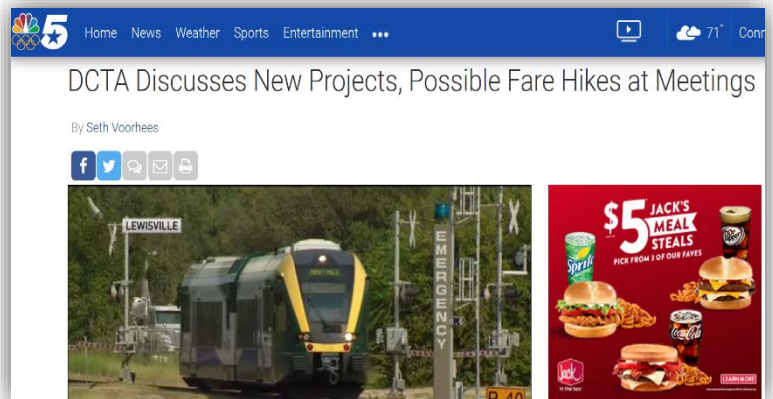 5 Home News Weather Sports Entertainment ••• 71° Conn
DCTA Discusses New Projects, Possible Fare Hikes at Meetings
By Seth Voorhees
LEWISVILLE
EMERGENCY
$5 JACK'S
MEAL
STEALS
PICK FROM 3 OF OUR FAVES
Sprite
Dr Pepper
Coca-Cola
Jack
in the box
LEARN MORE